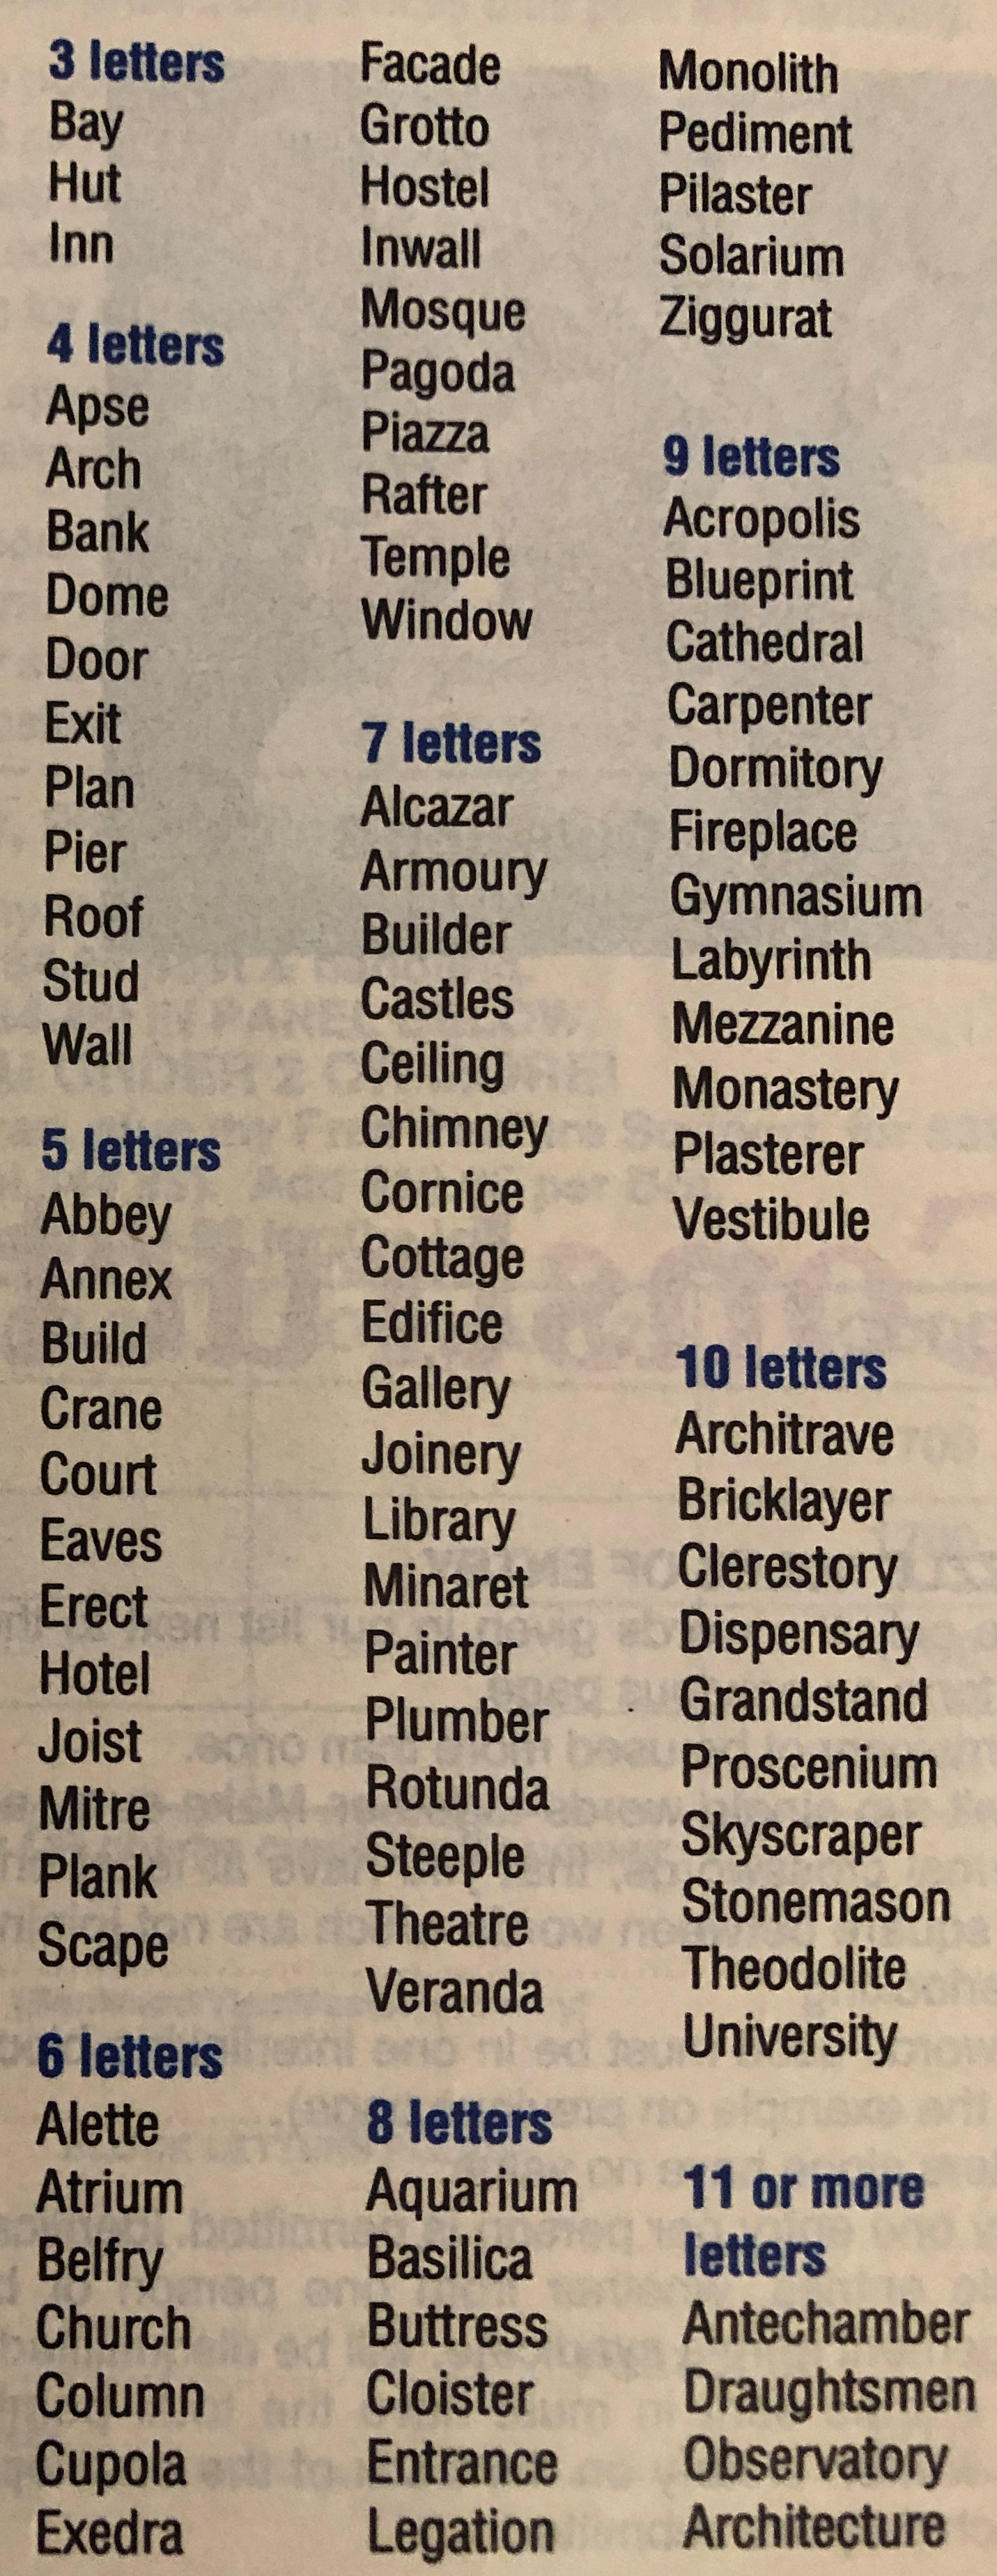 3 letters
Bay
Hut
Inn
4 letters
Apse
Arch
Bank
Dome
Door
Exit
Plan
Pier
Roof
Stud
Wall
5 letters
Abbey
Annex
Build
Crane
Court
Eaves
Erect
Hotel
Joist
Mitre
Plank
Scape
6 letters
Alette
Atrium
Belfry
Church
Column
Cupola
Exedra
Facade
Grotto
Hostel
Inwall
Mosque
Pagoda
Piazza
Rafter
Temple
Window
7 letters
Alcazar
Armoury
Builder
Castles
Ceiling
Chimney
Cornice
Cottage
Edifice
Gallery
Joinery
Library
Minaret
Painter
Plumber
Rotunda
Steeple
Theatre
Veranda
8 letters
Aquarium
Basilica
Buttress
Cloister
Entrance
Legation
Monolith
Pediment
Pilaster
Solarium
Ziggurat
9 letters
Acropolis
Blueprint
Cathedral
Carpenter
Dormitory
Fireplace
Gymnasium
Labyrinth
Mezzanine
Monastery
Plasterer
Vestibule
10 letters
Architrave
Bricklayer
Clerestory
Dispensary
Grandstand
Proscenium
Skyscraper
Stonemason
Theodolite
University
11 or more
letters
Antechamber
Draughtsmen
Observatory
Architecture